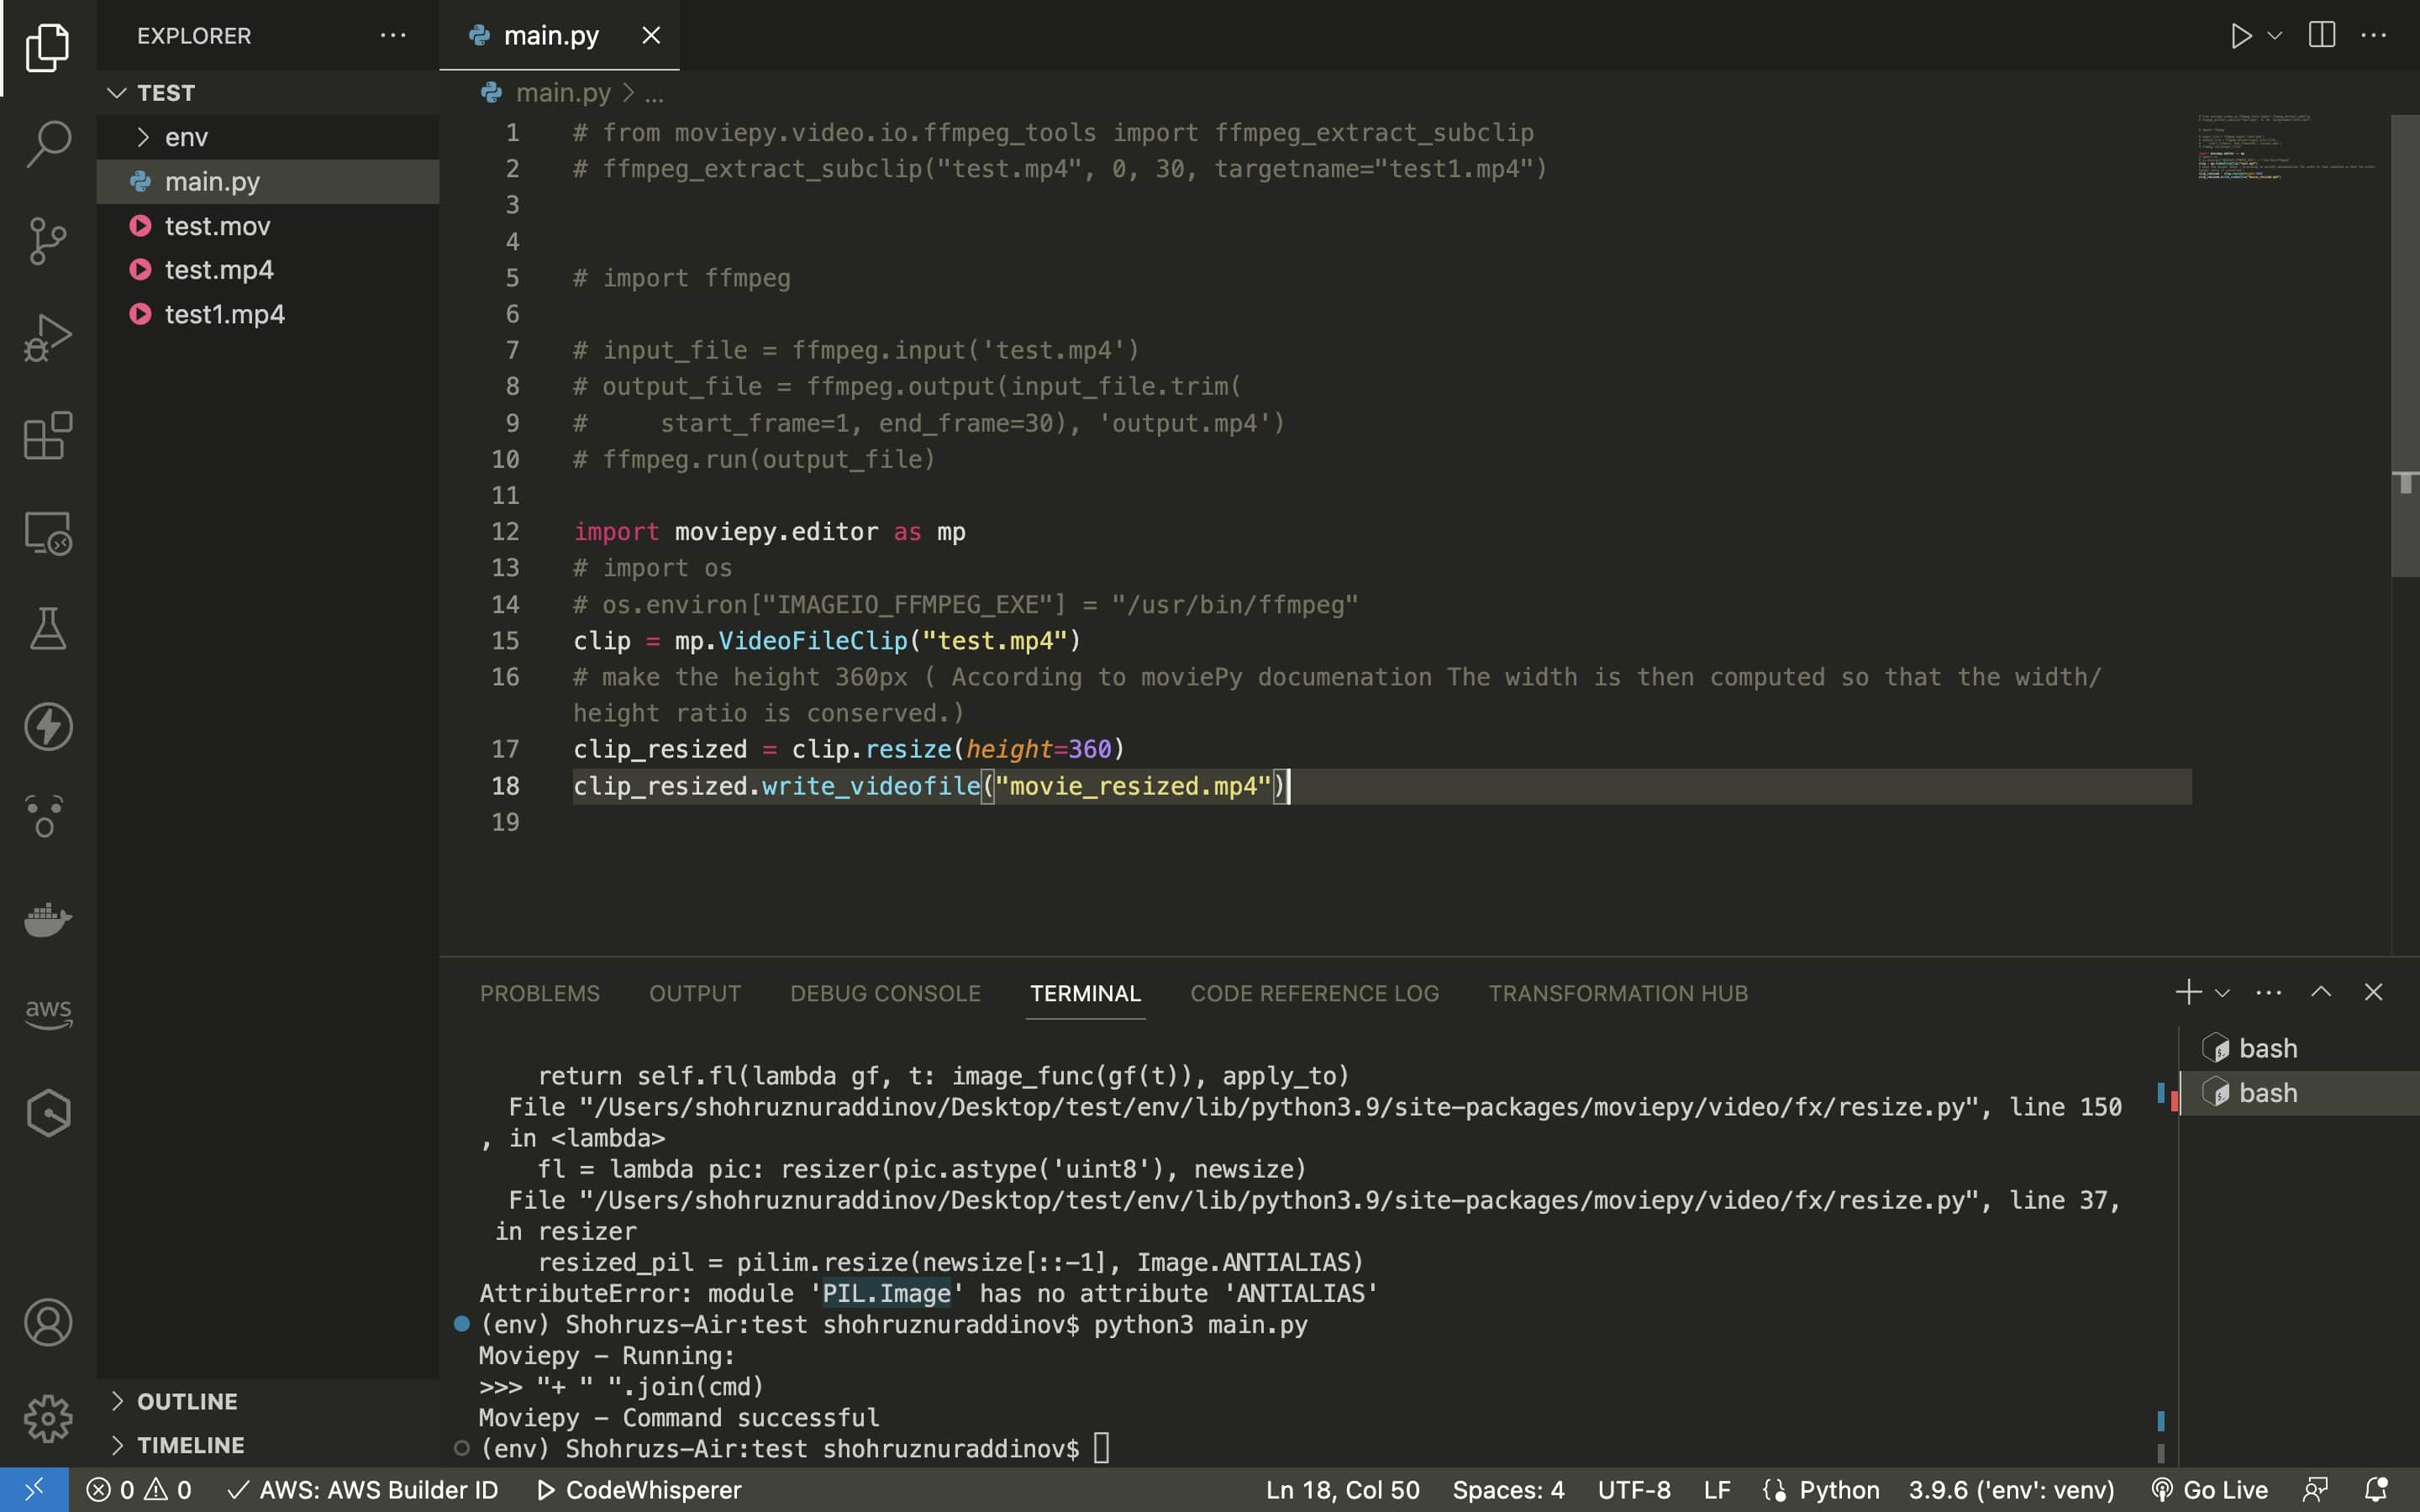 EXPLORER
TEST
env
main.py
test.mov
test.mp4
test1.mp4
OUTLINE
TIMELINE
aws
main.py
main.py > ...
1 # from moviepy.video.io.ffmpeg_tools import ffmpeg_extract_subclip
2 # ffmpeg_extract_subclip("test.mp4", 0, 30, targetname="test1.mp4")
3
4
5 # import ffmpeg
6
7 # input_file = ffmpeg.input('test.mp4')
8 # output_file = ffmpeg.output(input_file.trim(
9 #     start_frame=1, end_frame=30), 'output.mp4')
10 # ffmpeg.run(output_file)
11
12 import moviepy.editor as mp
13 # import os
14 # os.environ["IMAGEIO_FFMPEG_EXE"] = "/usr/bin/ffmpeg"
15 clip = mp.VideoFileClip("test.mp4")
16 # make the height 360px ( According to moviePy documenation The width is then computed so that the width/
height ratio is conserved.)
17 clip_resized = clip.resize(height=360)
18 clip_resized.write_videofile("movie_resized.mp4")
19
PROBLEMS OUTPUT DEBUG CONSOLE TERMINAL CODE REFERENCE LOG TRANSFORMATION HUB
return self.fl(lambda gf, t: image_func(gf(t)), apply_to)
File "/Users/shohruznuraddinov/Desktop/test/env/lib/python3.9/site-packages/moviepy/video/fx/resize.py", line 150
, in <lambda>
fl = lambda pic: resizer(pic.astype('uint8'), newsize)
File "/Users/shohruznuraddinov/Desktop/test/env/lib/python3.9/site-packages/moviepy/video/fx/resize.py", line 37,
in resizer
resized_pil = pilim.resize(newsize[::-1], Image.ANTIALIAS)
AttributeError: module 'PIL.Image' has no attribute 'ANTIALIAS'
(env) Shohruzs-Air:test shohruznuraddinov$ python3 main.py
Moviepy - Running:
>>> "+ " ".join(cmd)
Moviepy - Command successful
(env) Shohruzs-Air:test shohruznuraddinov$
bash
bash
0 0 AWS: AWS Builder ID CodeWhisperer Ln 18, Col 50 Spaces: 4 UTF-8 LF Python 3.9.6 ('env': venv) Go Live